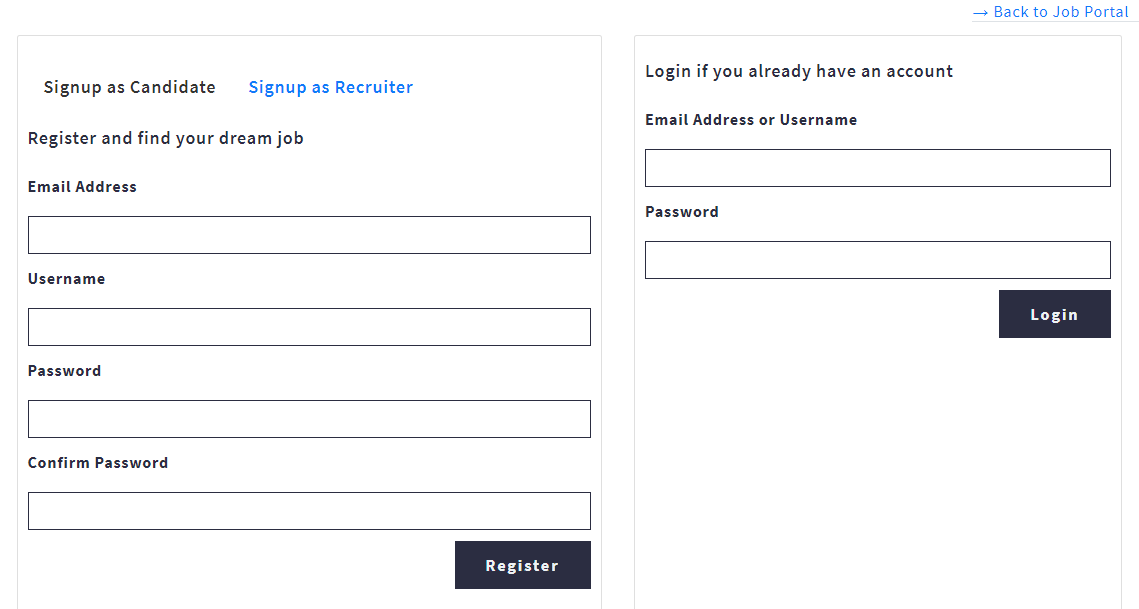 → Back to Job Portal
Signup as Candidate Signup as Recruiter
Register and find your dream job
Email Address
Username
Password
Confirm Password
Register
Login if you already have an account
Email Address or Username
Password
Login